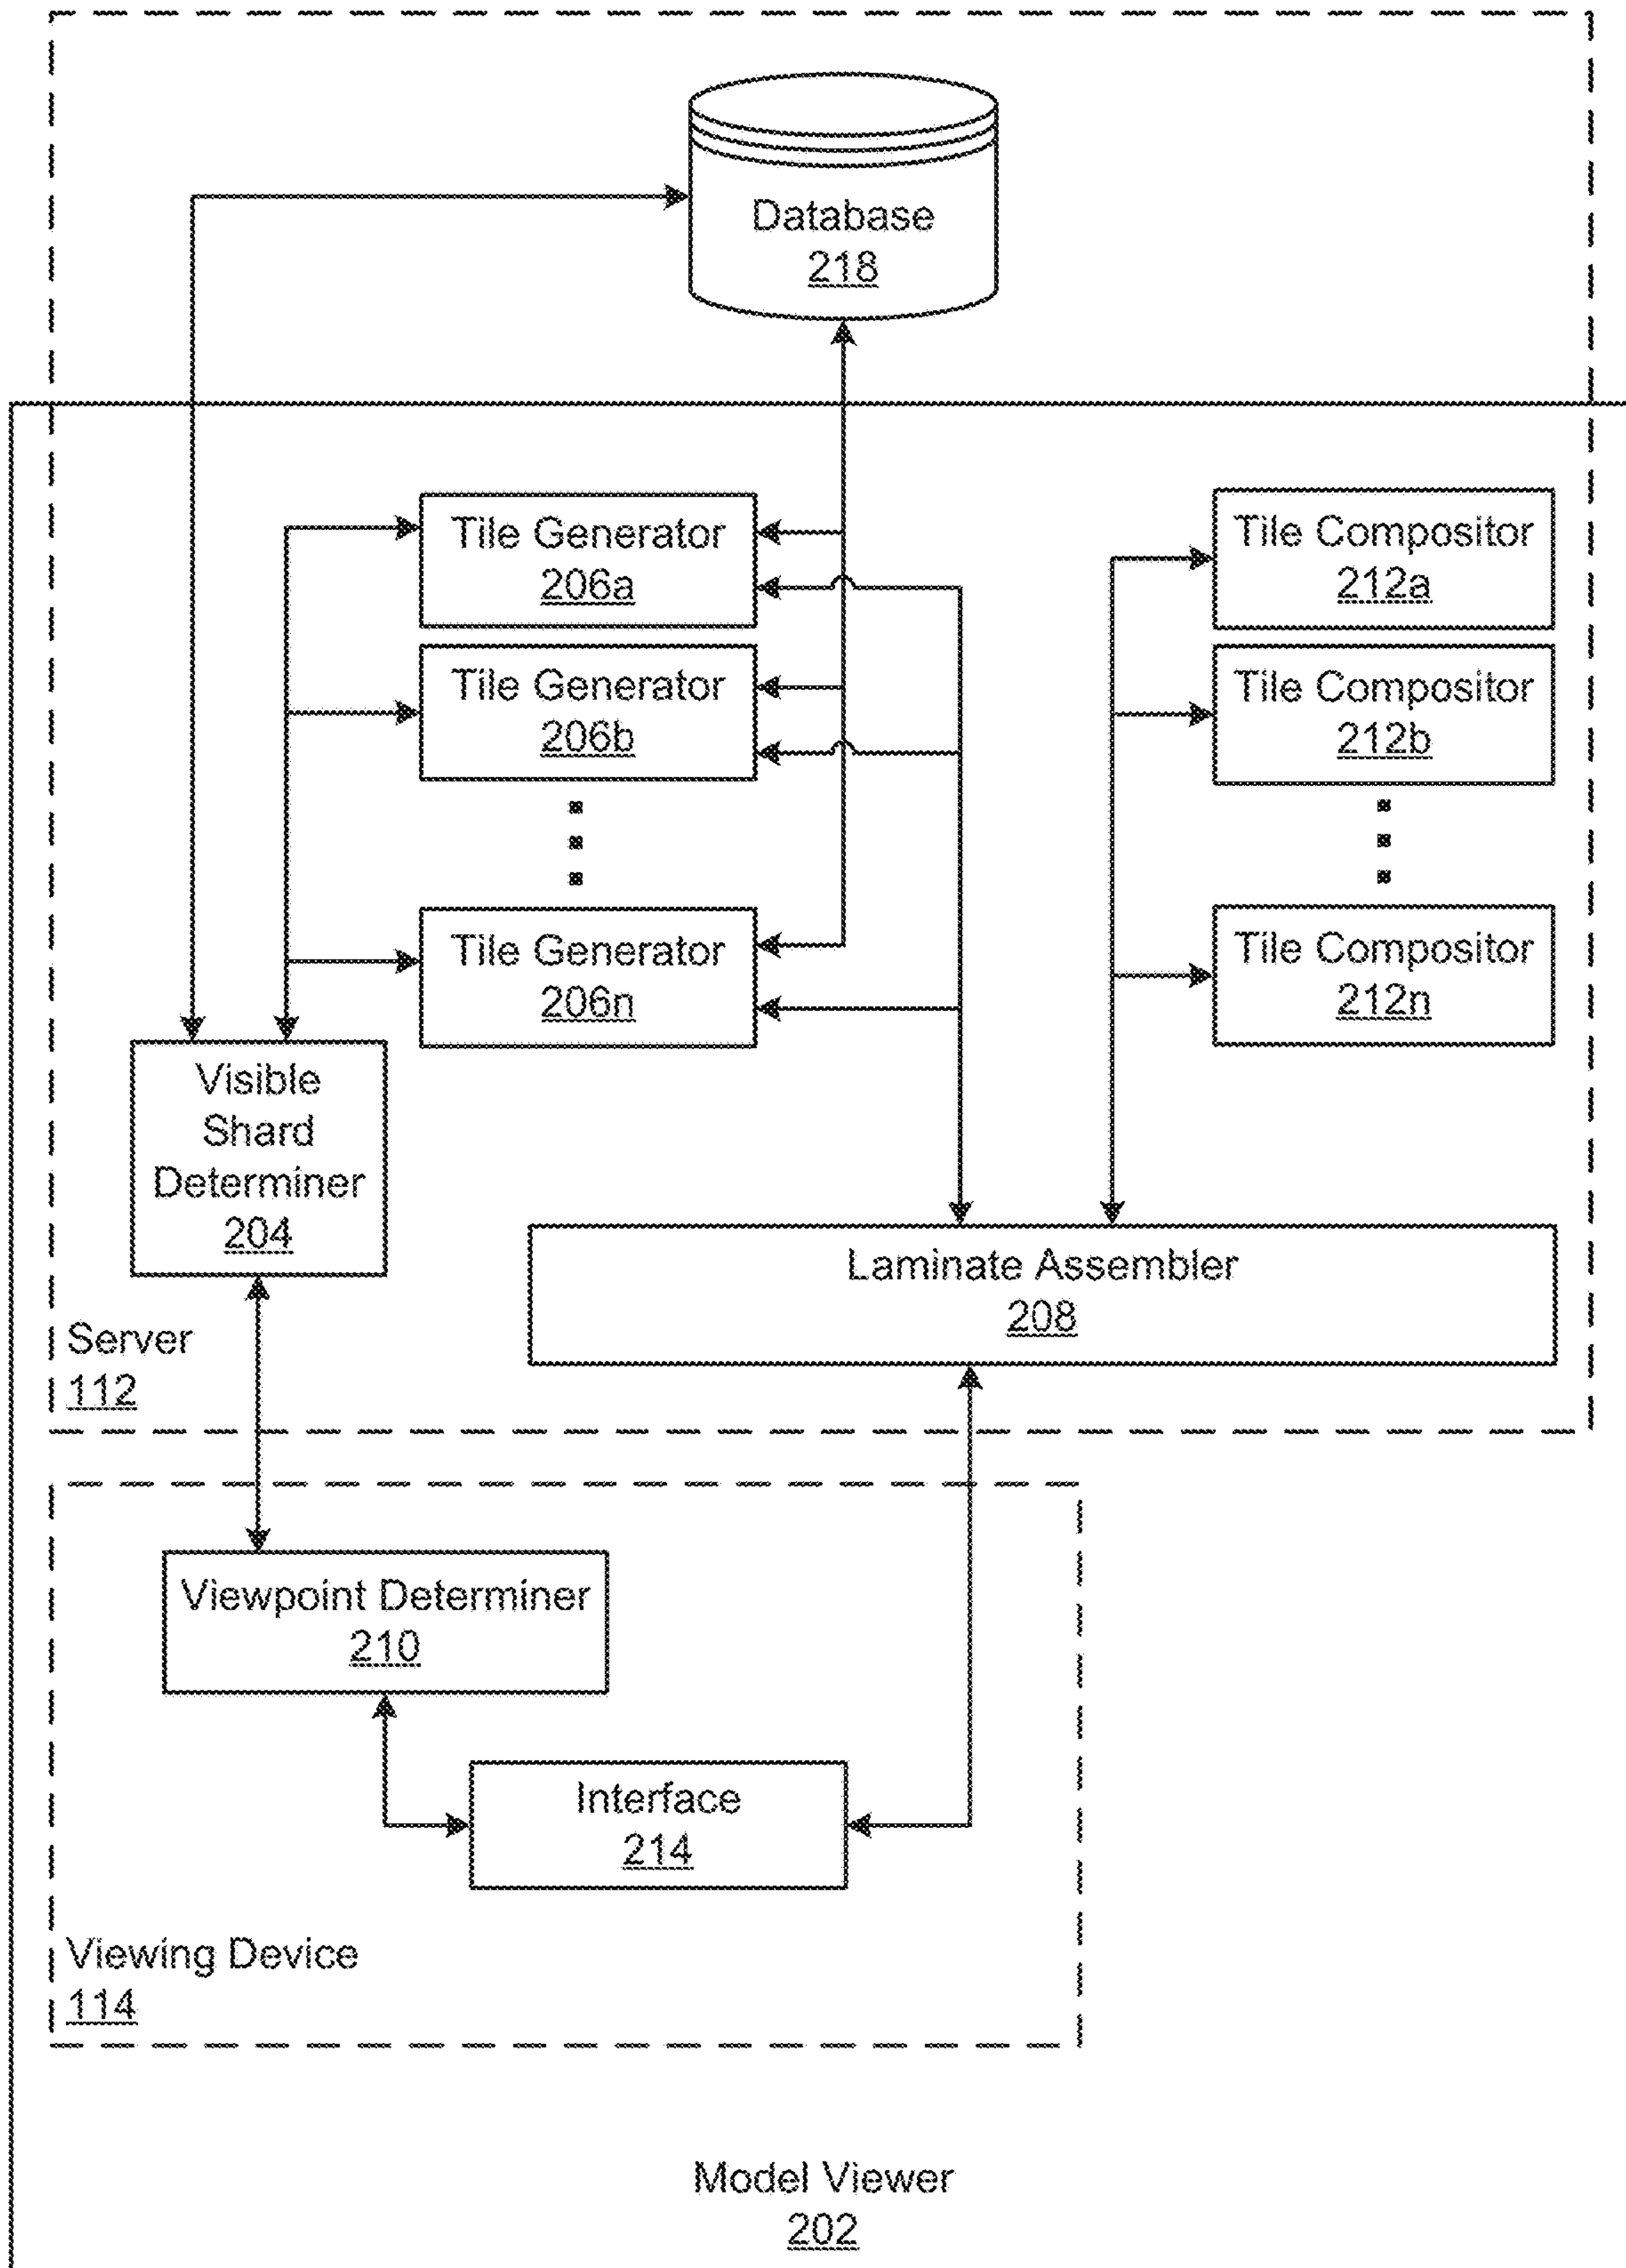 Database
218
Tile Generator
206a
Tile Compositor
212a
Tile Generator
206b
Tile Compositor
212b
Tile Generator
206n
Tile Compositor
212n
Visible
Shard
Determiner
204
Laminate Assembler
208
Server
112
Viewpoint Determiner
210
Interface
214
Viewing Device
114
Model Viewer
202